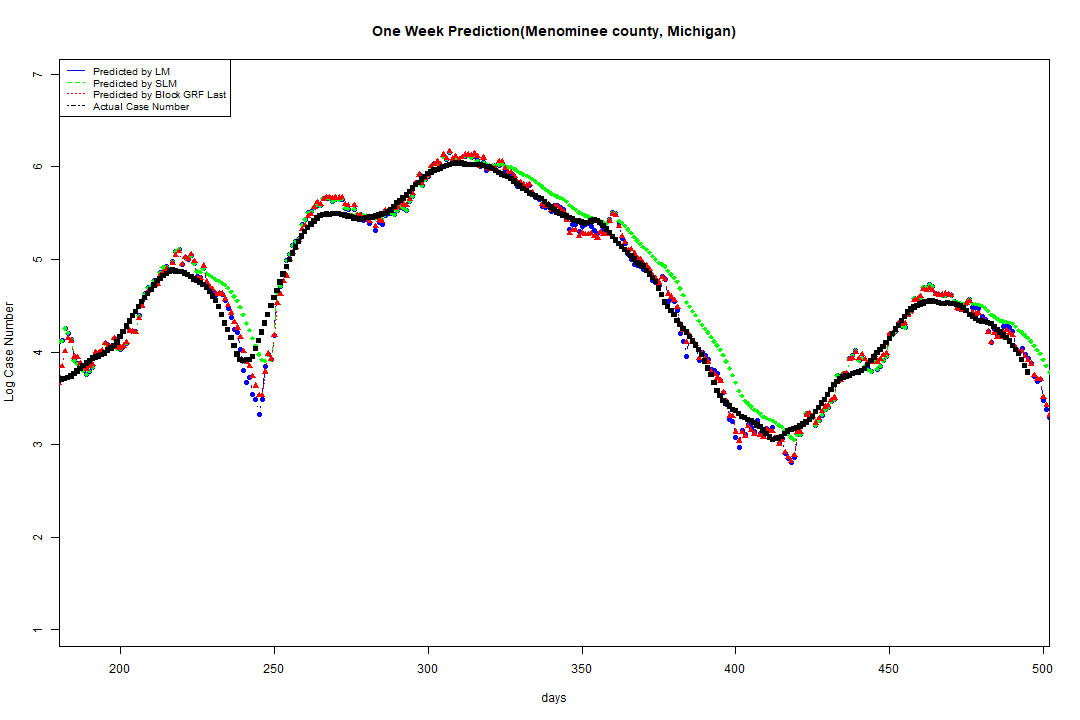 One Week Prediction(Menominee county, Michigan)
Predicted by LM
Predicted by SLM
Predicted by Block GRF Last
Actual Case Number
7
6
5
4
3
2
1
Log Case Number
200 250 300 350 400 450 500
days